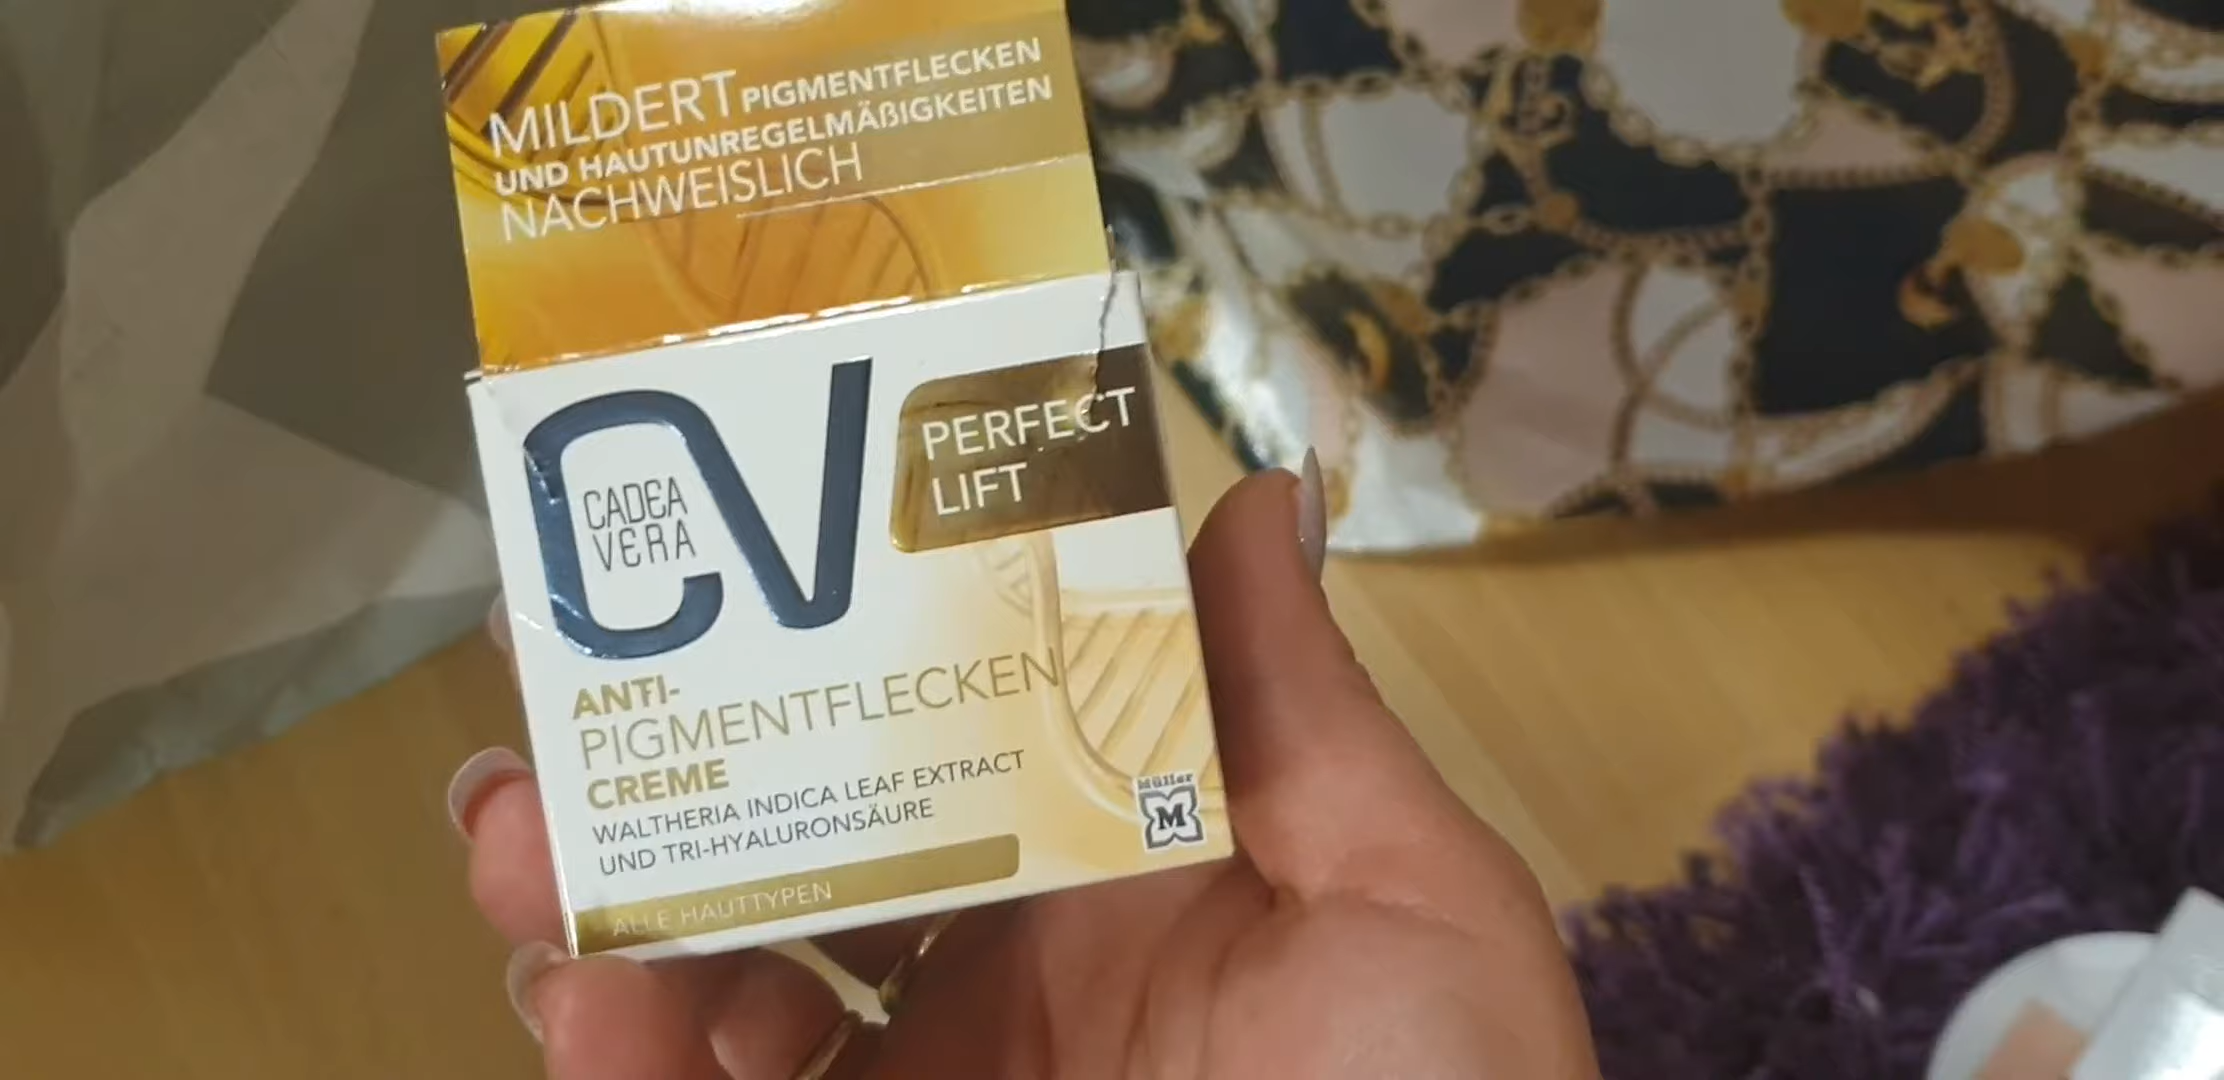 MILDERT PIGMENTFLECKEN
UND HAUTUNREGELMÄßIGKEITEN
NACHWEISLICH
CV
CADEA
VERA
PERFECT
LIFT
ANTI-
PIGMENTFLECKEN
CREME
WALTHERIA INDICA LEAF EXTRACT
UND TRI-HYALURONSÄURE
Müller
M
ALLE HAUTTYPEN